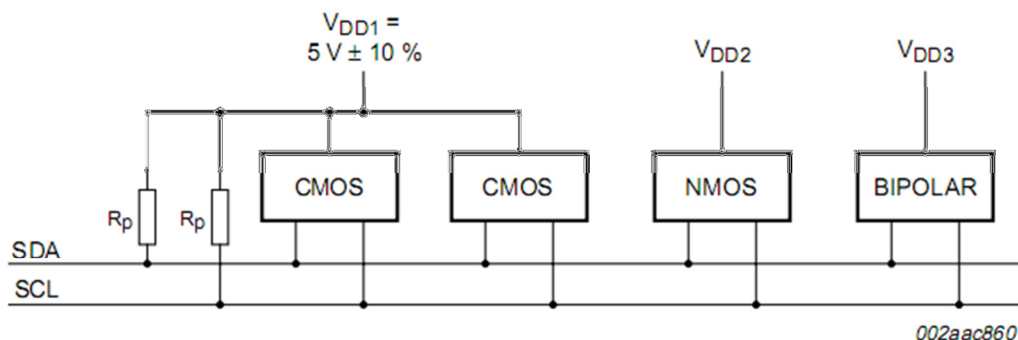 VDD1 =
5 V ± 10 %
VDD2
VDD3
CMOS
CMOS
NMOS
BIPOLAR
Rp
Rp
SDA
SCL
002aac860